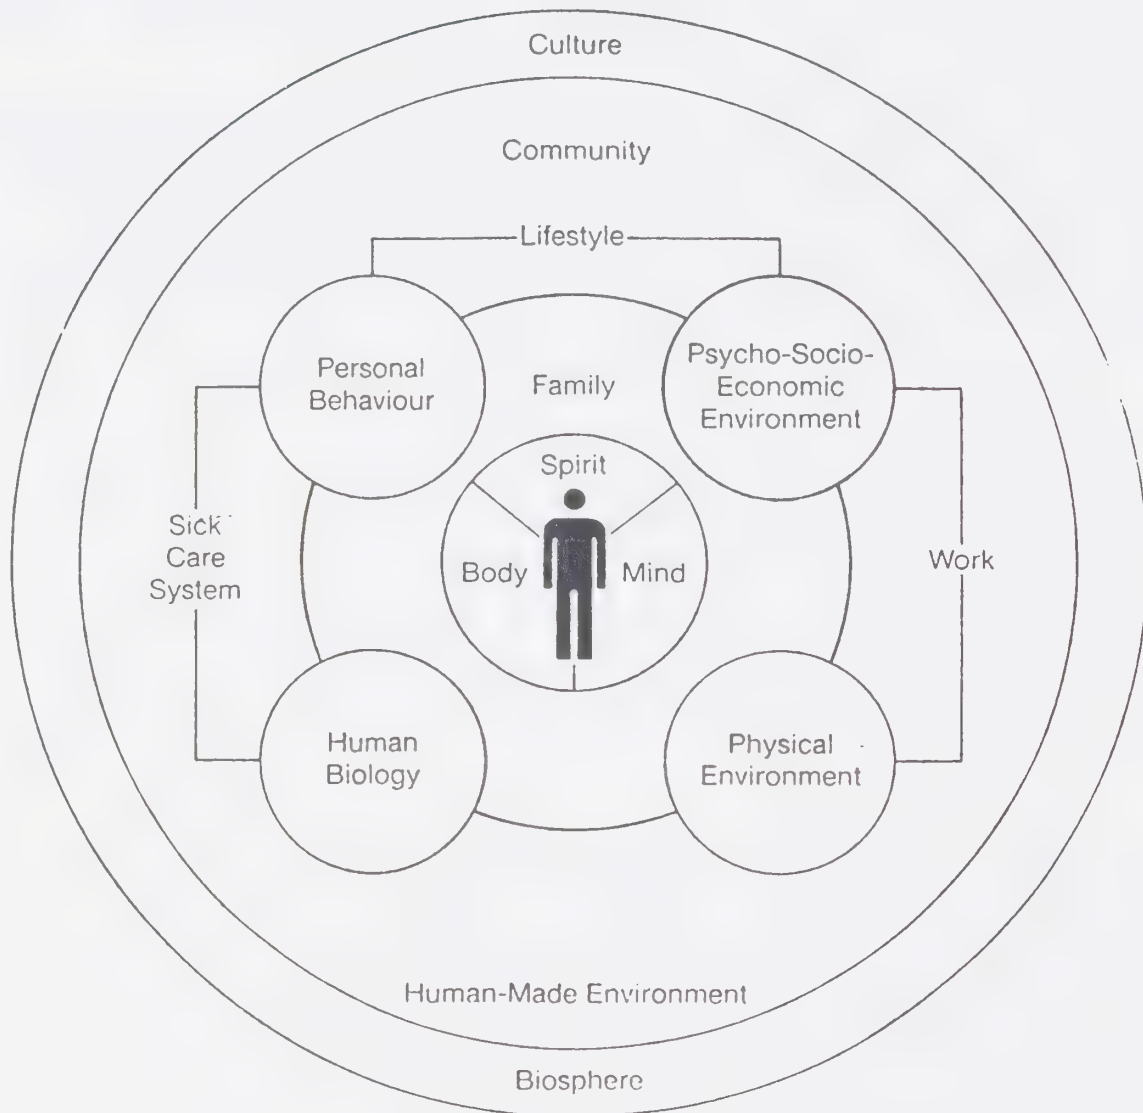 Culture
Community
Lifestyle
Personal
Behaviour
Family
Psycho-Socio-
Economic
Environment
Spirit
Sick
Care
System
Body
Mind
Work
Human
Biology
Physical
Environment
Human-Made Environment
Biosphere